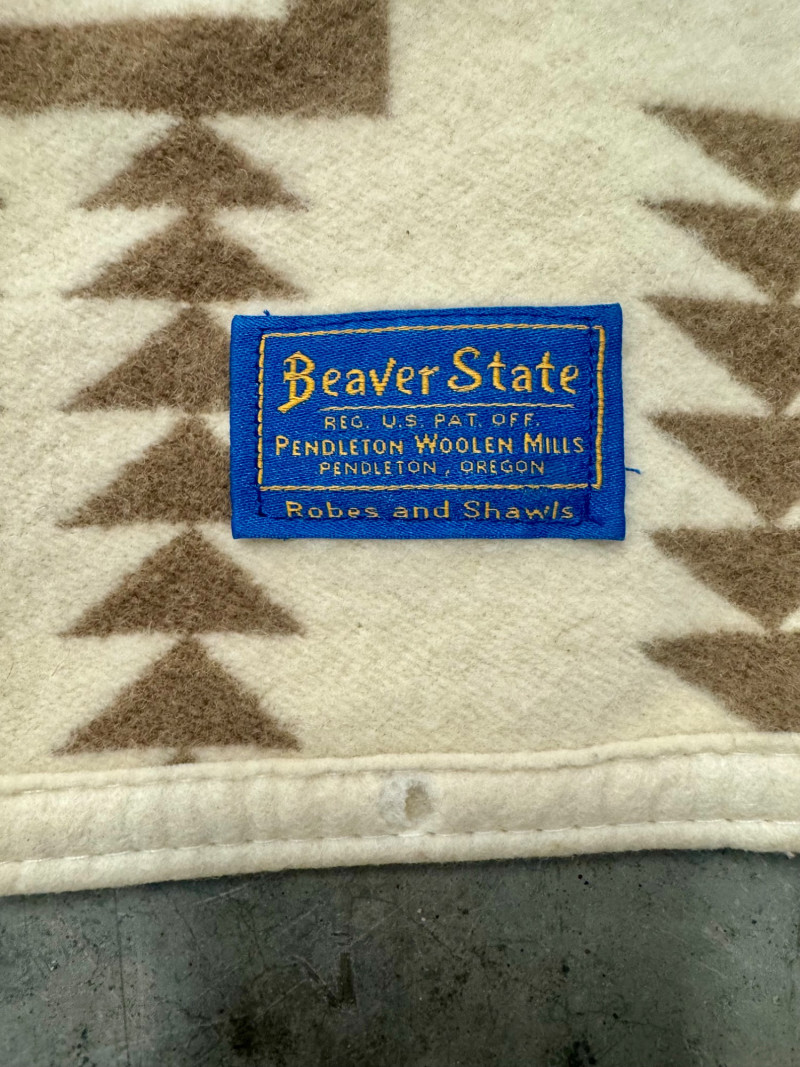 Beaver State
REG. U.S. PAT. OFF.
PENDLETON WOOLEN MILLS
PENDLETON, OREGON
Robes and Shawls